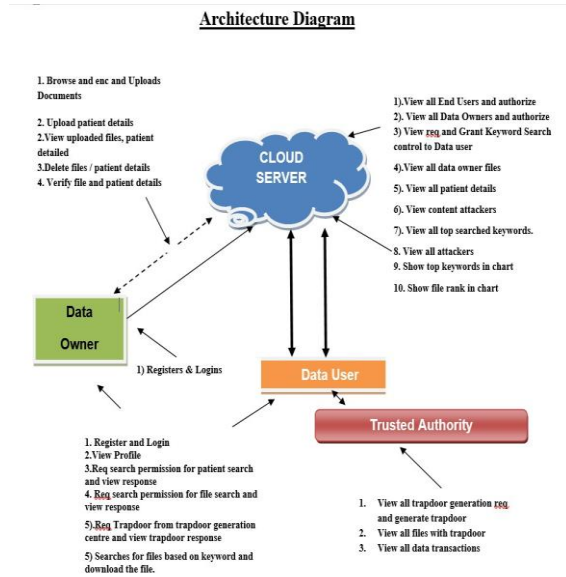 Architecture Diagram
1. Browse and enc and Uploads
Documents
2. Upload patient details
2.View uploaded files, patient
detailed
3.Delete files / patient details
4. Verify file and patient details
CLOUD
SERVER
1).View all End Users and authorize
2). View all Data Owners and authorize
3) View req and Grant Keyword Search
control to Data user
4).View all data owner files
5). View all patient details
6). View content attackers
7). View all top searched keywords.
8. View all attackers
9. Show top keywords in chart
10. Show file rank in chart
Data
Owner
1) Registers & Logins
Data User
Trusted Authority
1. Register and Login
2.View Profile
3.Req search permission for patient search
and view response
4. Req search permission for file search and
view response
5).Req Trapdoor from trapdoor generation
centre and view trapdoor response
5) Searches for files based on keyword and
download the file.
1. View all trapdoor generation req
and generate trapdoor
2. View all files with trapdoor
3. View all data transactions